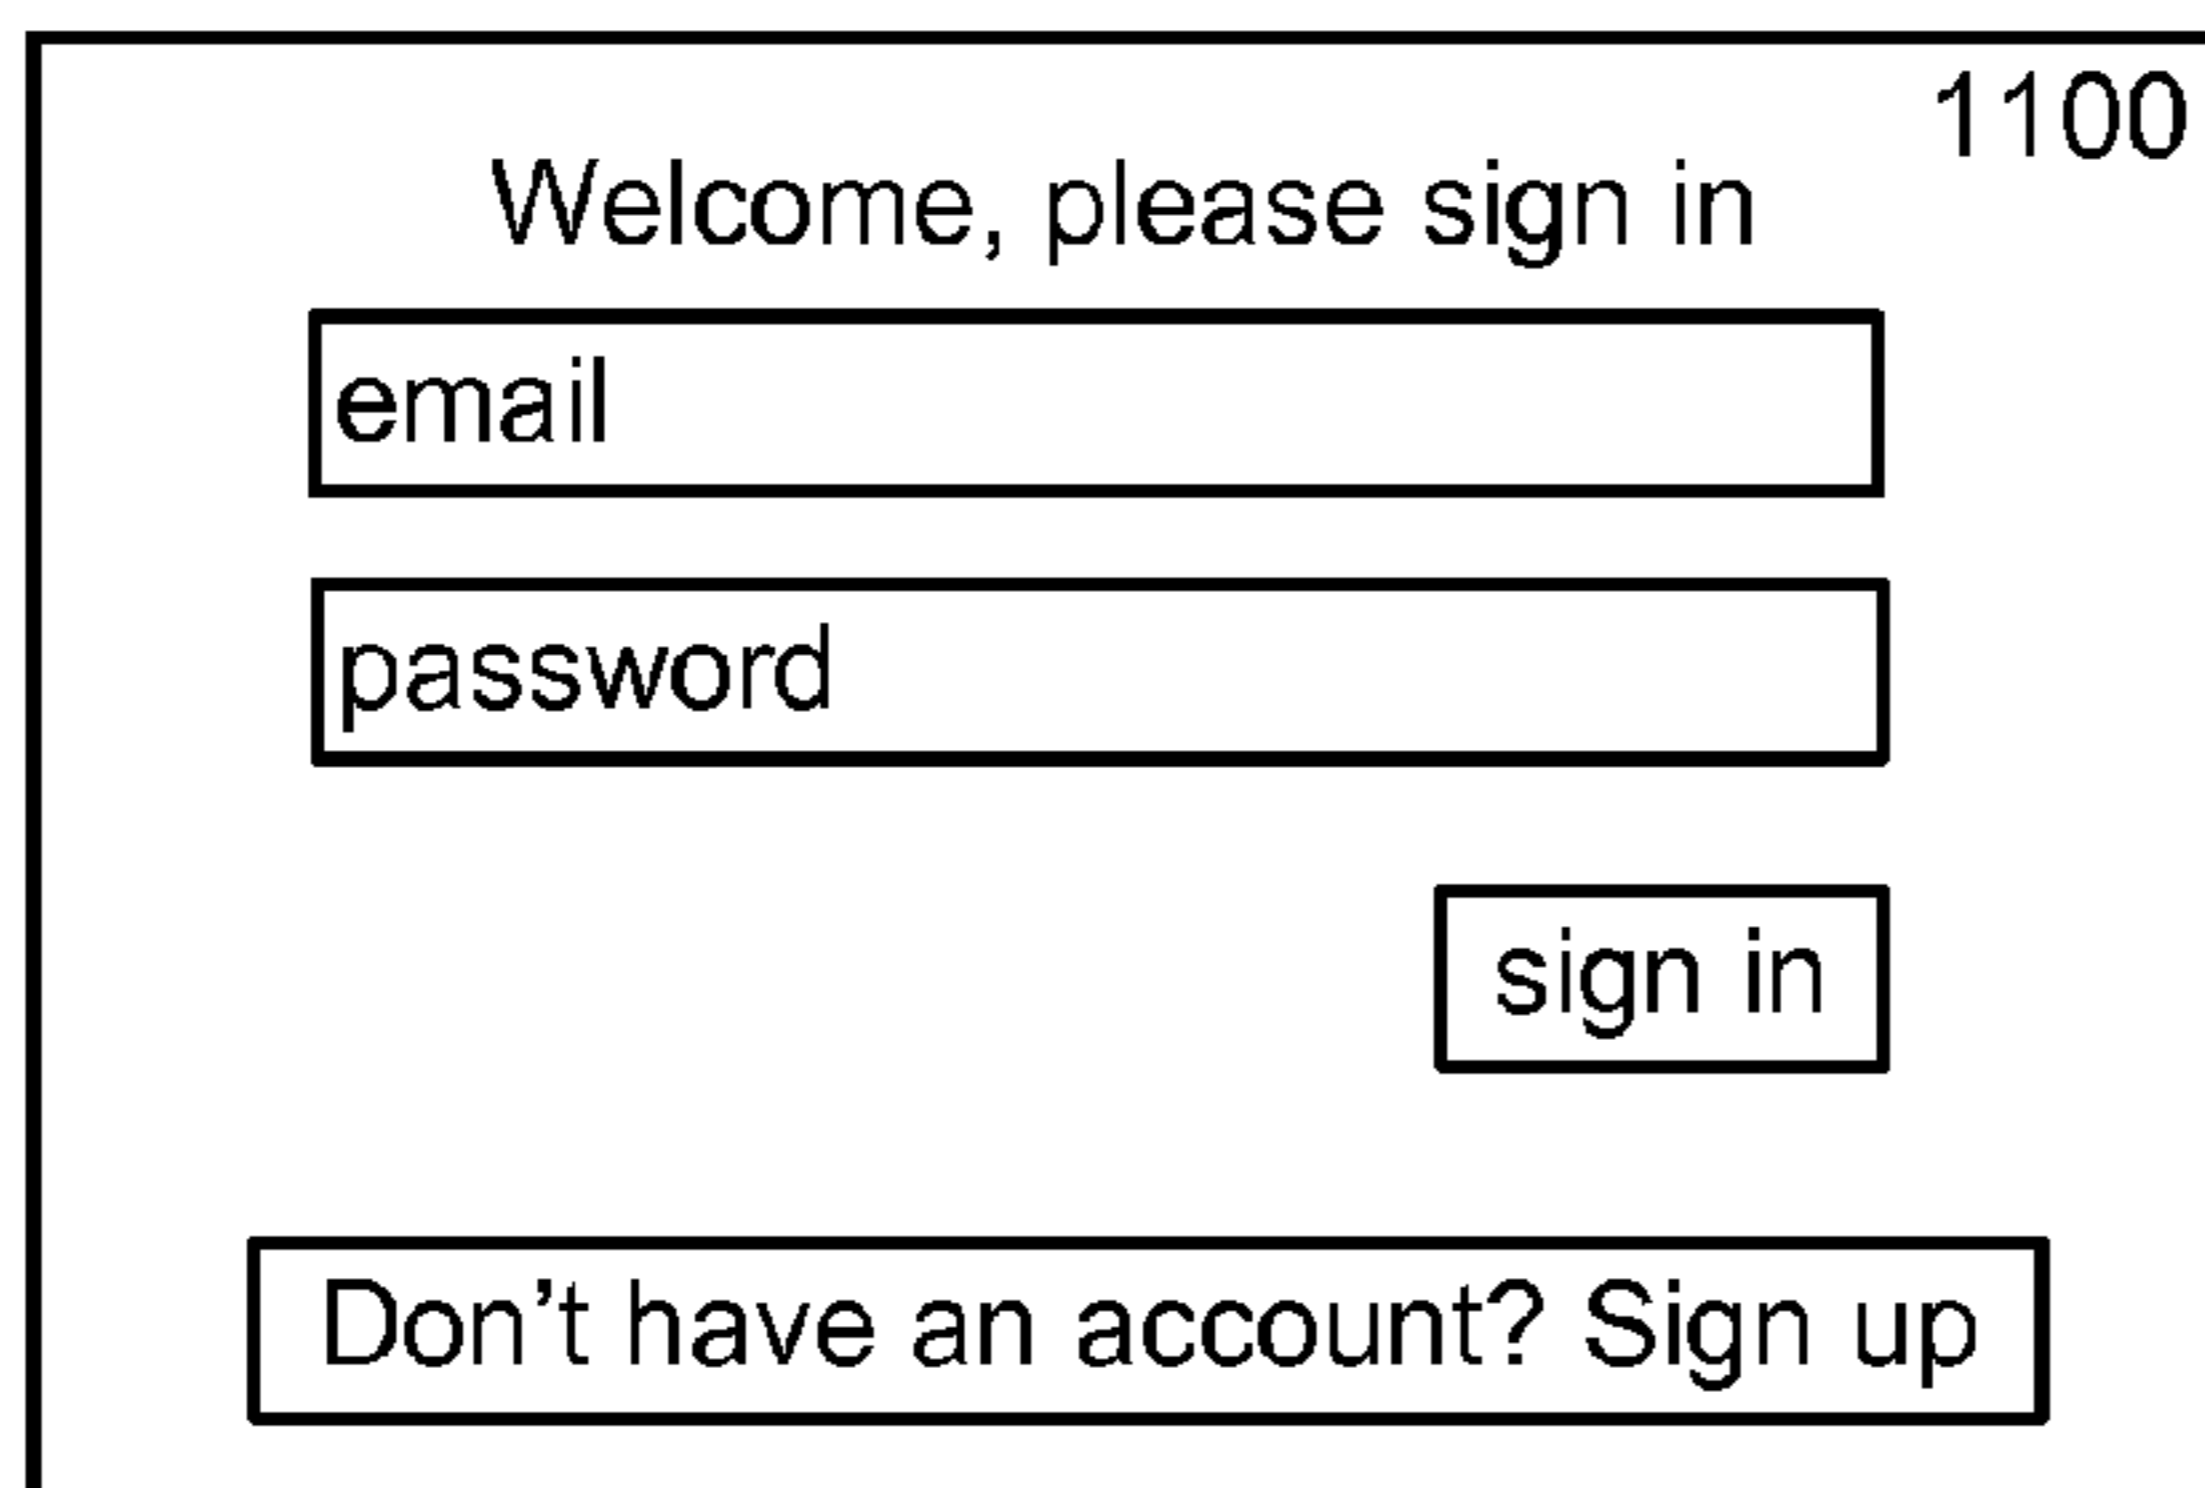 1100
Welcome, please sign in
email
password
sign in
Don't have an account? Sign up